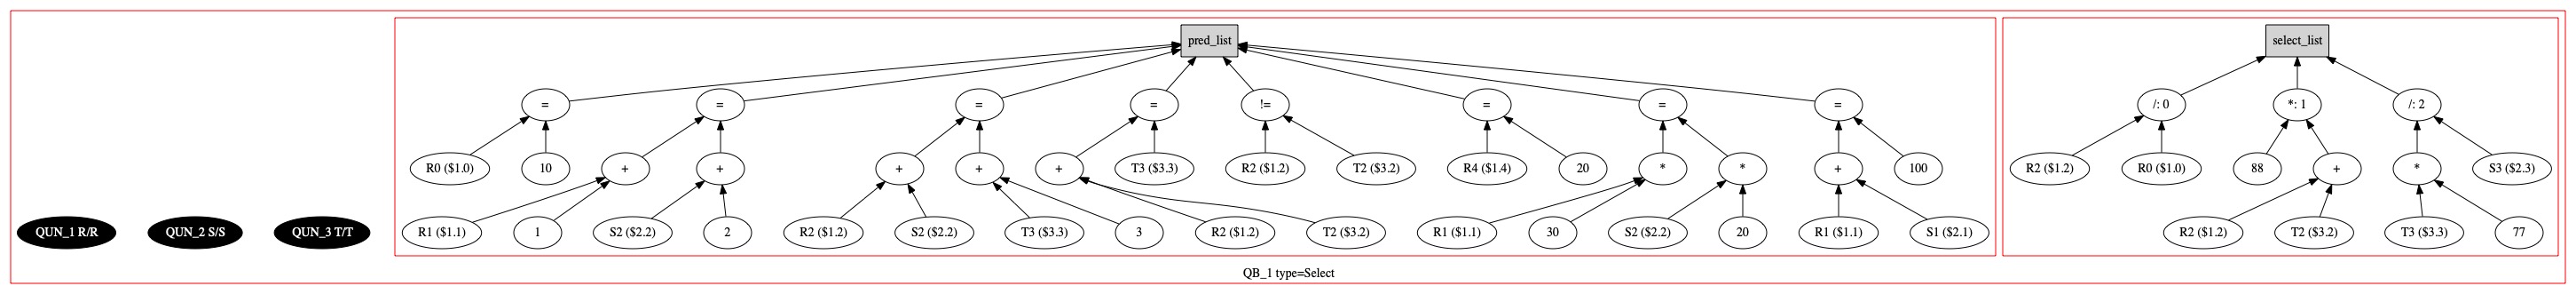 pred_list
select_list
= = = = != = = =
/: 0 *: 1 /: 2
R0 ($1.0) 10 + + + + + T3 ($3.3) R2 ($1.2) T2 ($3.2) R4 ($1.4) 20 * * + 100
R2 ($1.2) R0 ($1.0) 88 + * S3 ($2.3)
QUN_1 R/R QUN_2 S/S QUN_3 T/T
R1 ($1.1) 1 S2 ($2.2) 2 R2 ($1.2) S2 ($2.2) T3 ($3.3) 3 R2 ($1.2) T2 ($3.2) R1 ($1.1) 30 S2 ($2.2) 20 R1 ($1.1) S1 ($2.1)
R2 ($1.2) T2 ($3.2) T3 ($3.3) 77
QB_1 type=Select